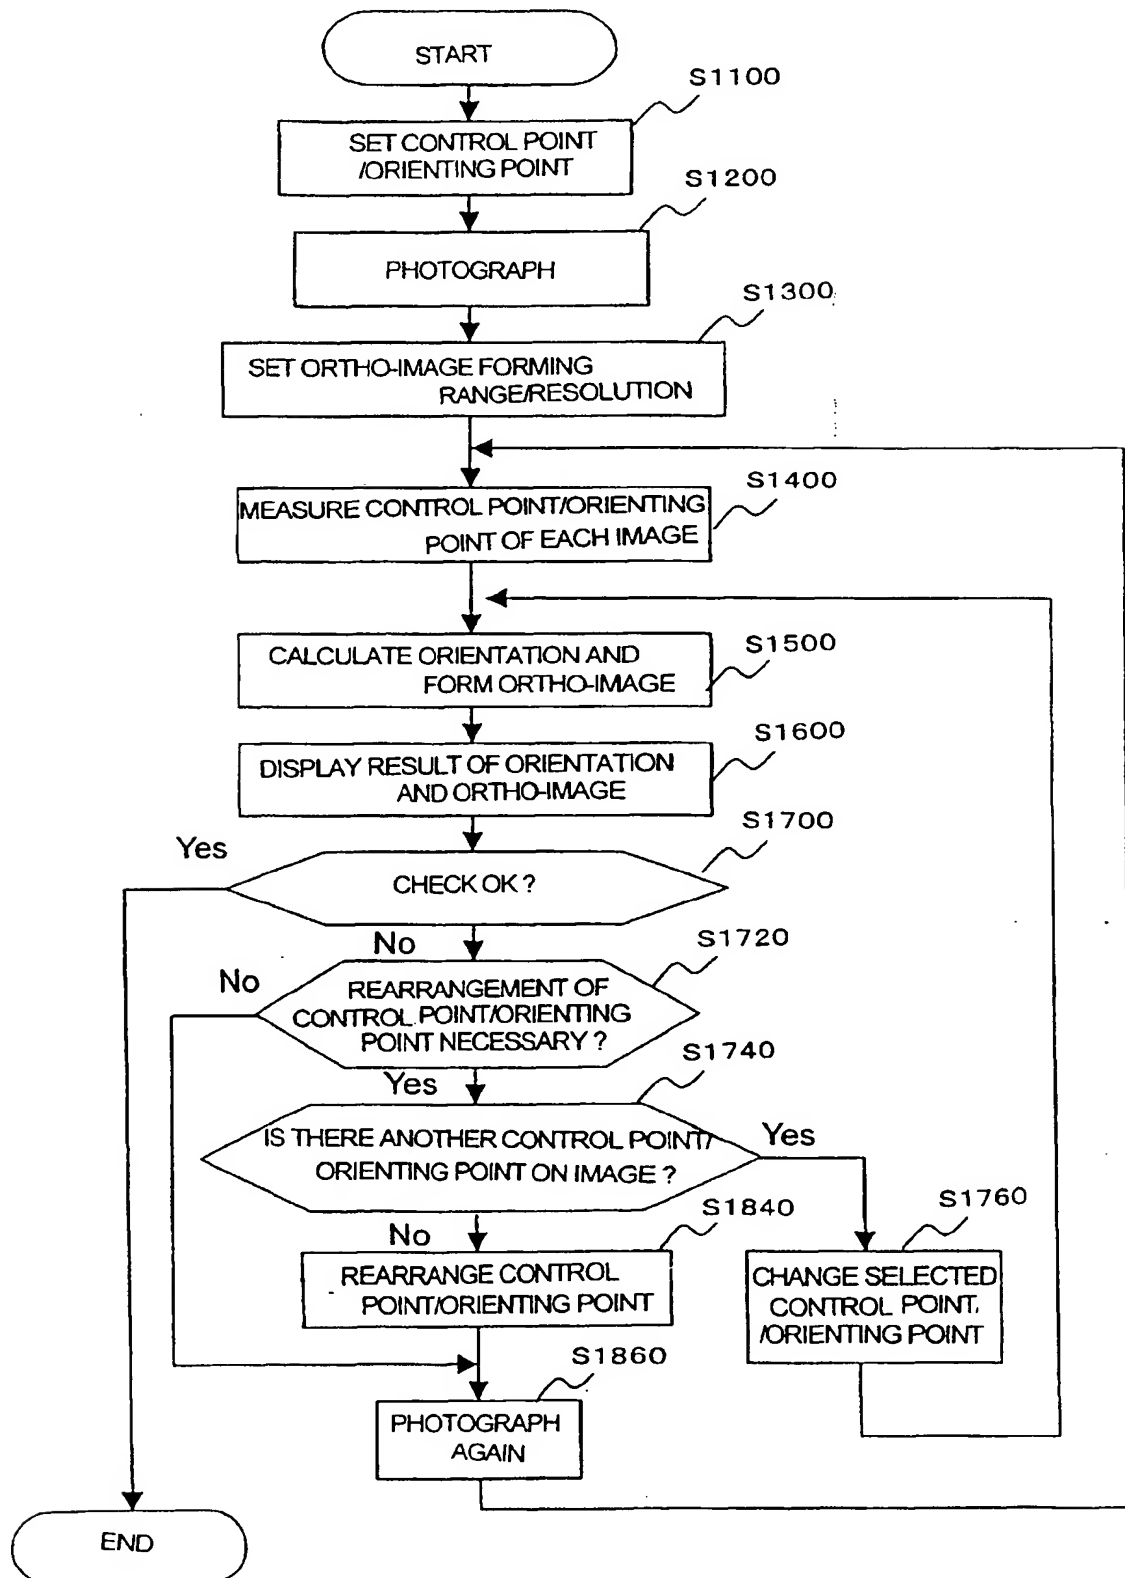 START
S1100
SET CONTROL POINT
/ORIENTING POINT
S1200
PHOTOGRAPH
S1300
SET ORTHO-IMAGE FORMING
RANGE/RESOLUTION
S1400
MEASURE CONTROL POINT/ORIENTING
POINT OF EACH IMAGE
S1500
CALCULATE ORIENTATION AND
FORM ORTHO-IMAGE
S1600
DISPLAY RESULT OF ORIENTATION
AND ORTHO-IMAGE
S1700
Yes
CHECK OK ?
No
S1720
No
REARRANGEMENT OF
CONTROL POINT/ORIENTING
POINT NECESSARY ?
S1740
Yes
IS THERE ANOTHER CONTROL POINT/
ORIENTING POINT ON IMAGE ?
Yes
S1840
No
S1760
REARRANGE CONTROL
POINT/ORIENTING POINT
CHANGE SELECTED
CONTROL POINT,
/ORIENTING POINT
S1860
PHOTOGRAPH
AGAIN
END